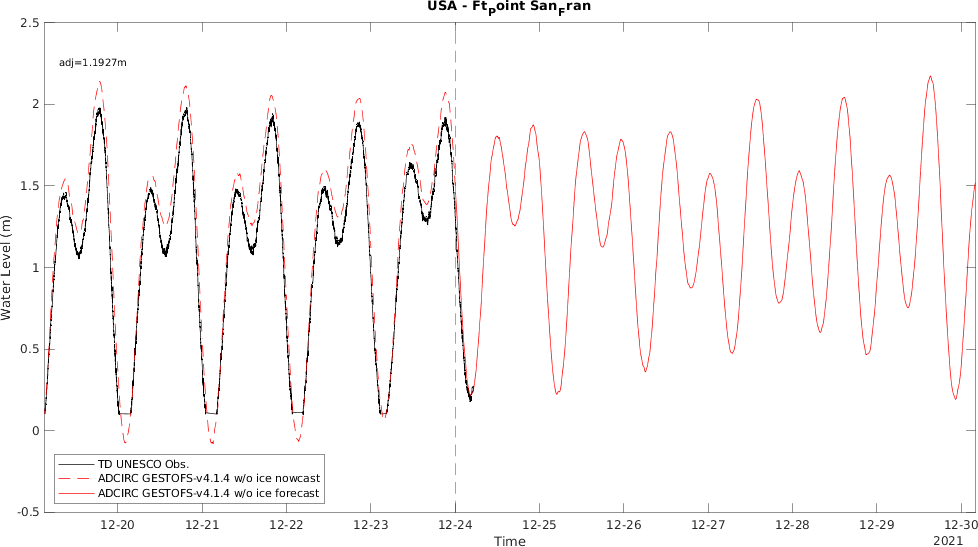 USA - FtPoint SanFran
adj=1.1927m
2.5
2
1.5
1
0.5
0
-0.5
Water Level (m)
TD UNESCO Obs.
ADCIRC GESTOFS-v4.1.4 w/o ice nowcast
ADCIRC GESTOFS-v4.1.4 w/o ice forecast
12-20 12-21 12-22 12-23 12-24 12-25 12-26 12-27 12-28 12-29 12-30
Time
2021